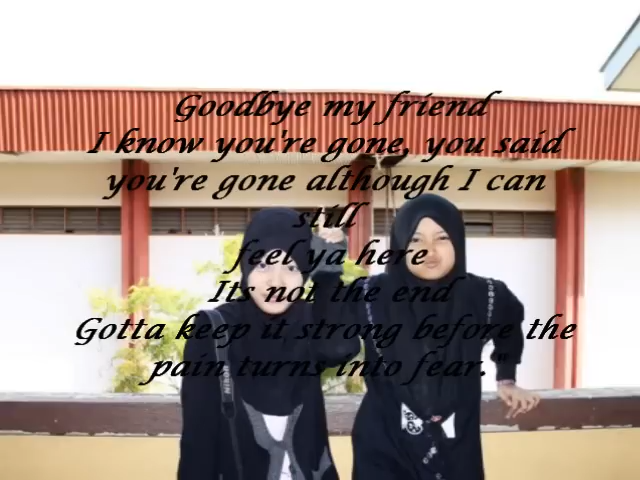 Goodbye my friend
I know you're gone, you said
you're gone although I can
still
feel ya here
Its not the end
Gotta keep it strong before the
pain turns into fear."
Nikon